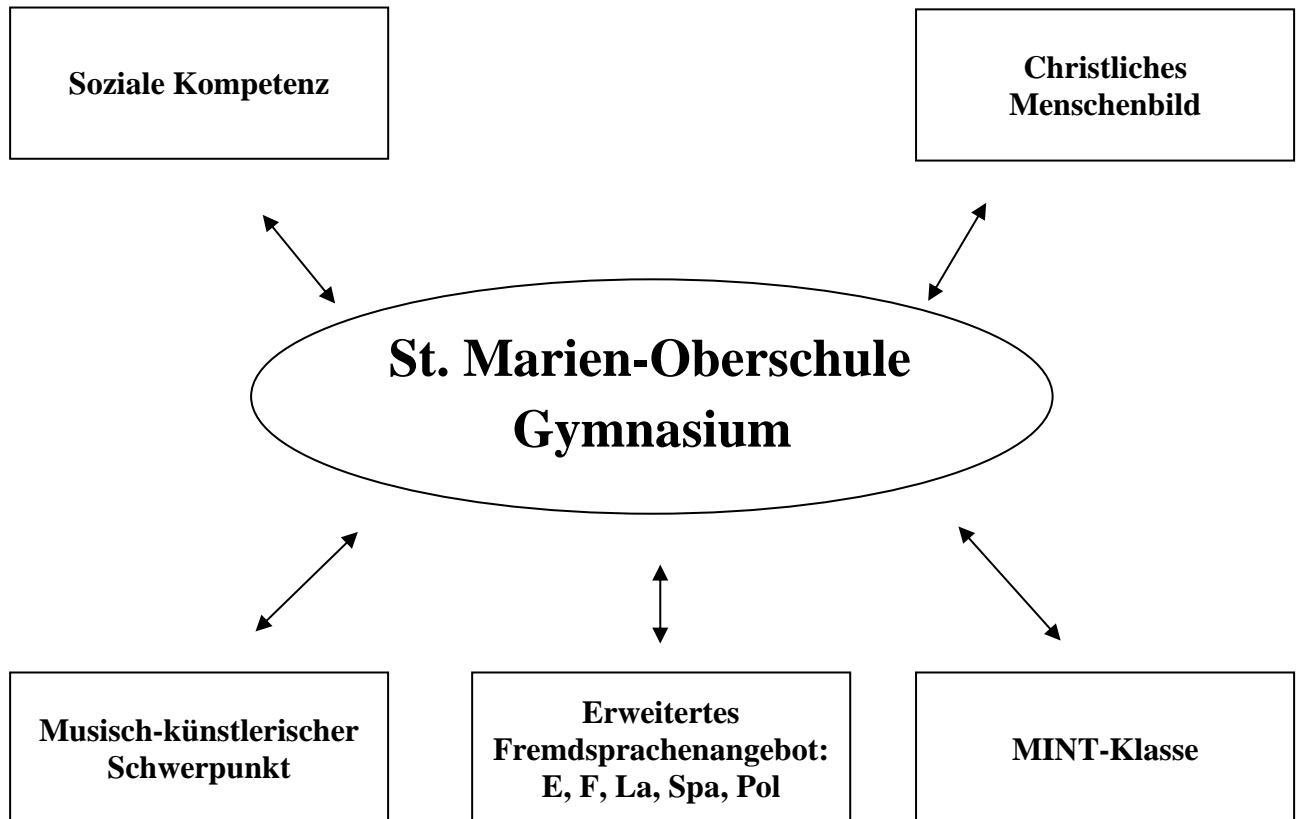 Soziale Kompetenz
Christliches
Menschenbild
St. Marien-Oberschule
Gymnasium
Musisch-künstlerischer
Schwerpunkt
Erweitertes
Fremdsprachenangebot:
E, F, La, Spa, Pol
MINT-Klasse